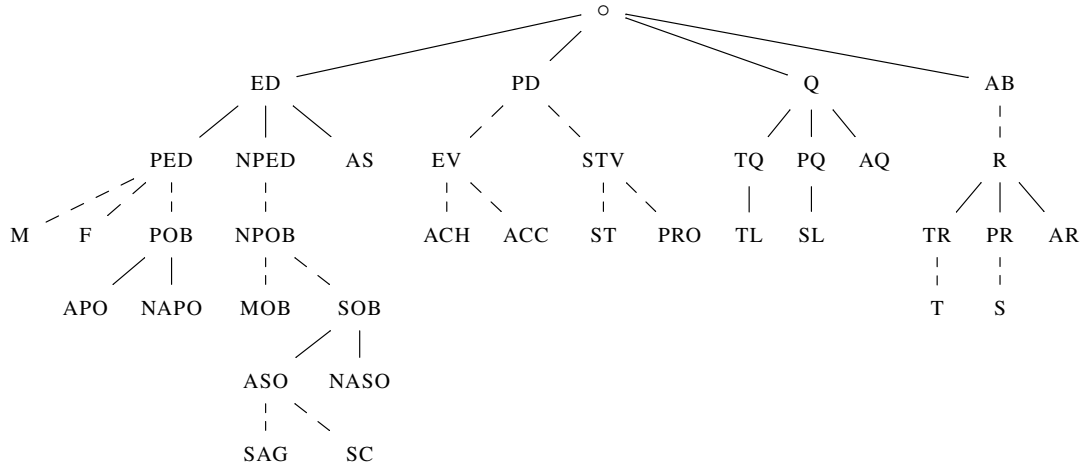 ED PD Q AB
PED NPED AS EV STV TQ PQ AQ R
M F POB NPOB ACH ACC ST PRO TL SL TR PR AR
APO NAPO MOB SOB T S
ASO NASO
SAG SC